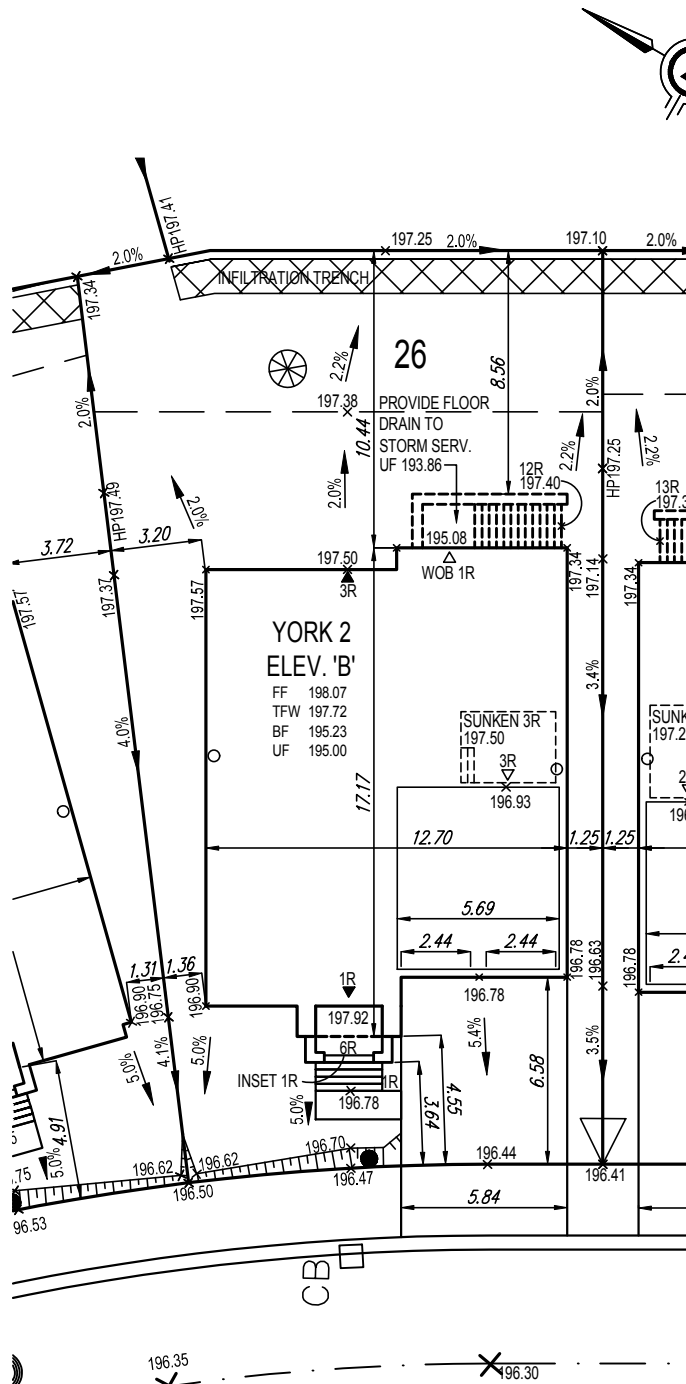 HP197.41
2.0%
197.25
2.0%
197.10
2.0%
197.34
INFILTRATION TRENCH
26
2.2%
8.56
2.0%
197.38
PROVIDE FLOOR
DRAIN TO
STORM SERV.
UF 193.86
10.44
2.0%
2.2%
HP197.25
2.2%
12R
197.40
13R
HP197.49
2.0%
2.0%
3.72
3.20
197.50
3R
195.08
WOB 1R
197.34
197.14
197.34
197.57
197.37
197.57
YORK 2
ELEV. 'B'
FF 198.07
TFW 197.72
BF 195.23
UF 195.00
3.4%
4.0%
SUNKEN 3R
197.50
3R
196.93
17.17
12.70
1.25
1.25
5.69
2.44
2.44
196.78
196.63
196.78
1.31
1.36
196.90
196.75
196.90
1R
197.92
196.78
5.4%
6R
INSET 1R
1R
196.78
5.0%
4.1%
5.0%
5.0%
3.64
4.55
6.58
3.5%
4.91
5.0%
196.62
196.62
196.70
196.47
196.44
196.41
196.50
96.53
5.84
CB
196.35
196.30